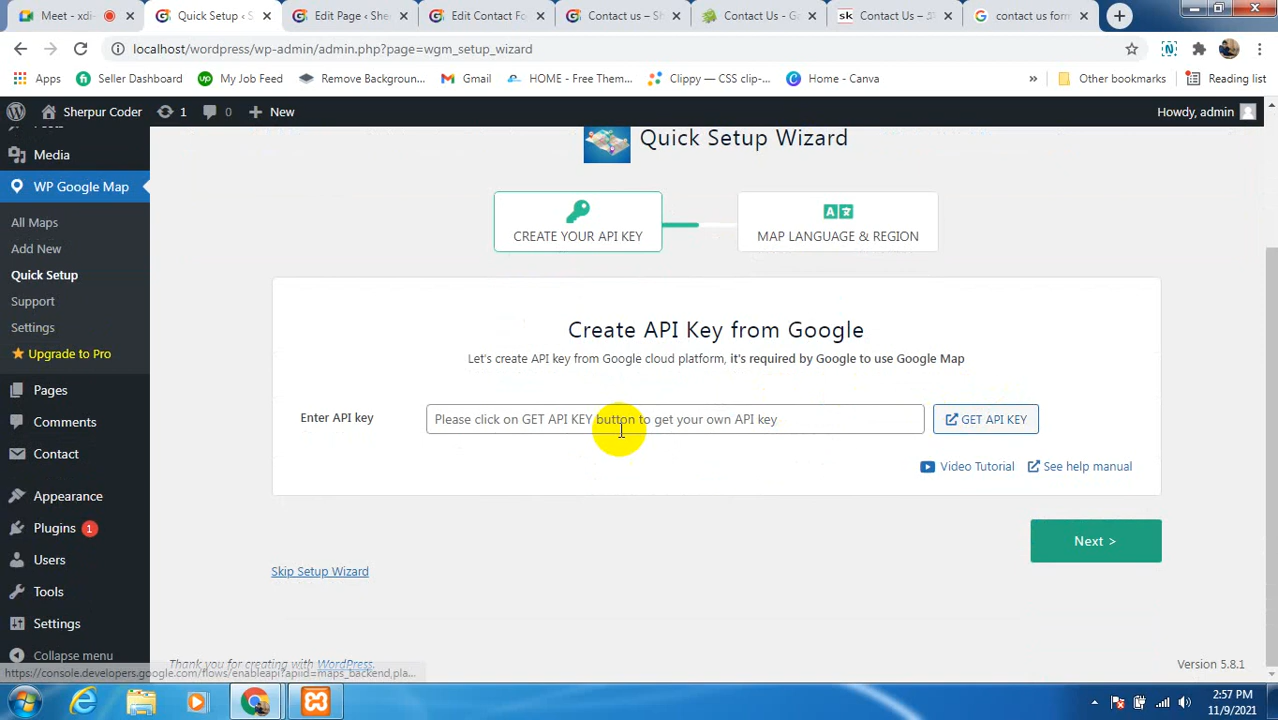 Meet – xdi
Quick Setup ‹ S
Edit Page ‹ She
Edit Contact Fo
Contact us – Sh
Contact Us - G
Contact Us –
contact us form
localhost/wordpress/wp-admin/admin.php?page=wgm_setup_wizard
Apps
Seller Dashboard
My Job Feed
Remove Backgroun...
Gmail
HOME - Free Them...
Clippy — CSS clip-...
Home - Canva
»
Other bookmarks
Reading list
Sherpur Coder
1
0
New
Howdy, admin
Media
WP Google Map
All Maps
Add New
Quick Setup
Support
Settings
Upgrade to Pro
Pages
Comments
Contact
Appearance
Plugins 1
Users
Tools
Settings
Collapse menu
Quick Setup Wizard
CREATE YOUR API KEY
MAP LANGUAGE & REGION
Create API Key from Google
Let's create API key from Google cloud platform, it's required by Google to use Google Map
Enter API key
Please click on GET API KEY button to get your own API key
GET API KEY
Video Tutorial
See help manual
Next >
Skip Setup Wizard
Thank you for creating with WordPress.
Version 5.8.1
https://console.developers.google.com/flows/enableapi?apiid=maps_backend,pla...
2:57 PM
11/9/2021